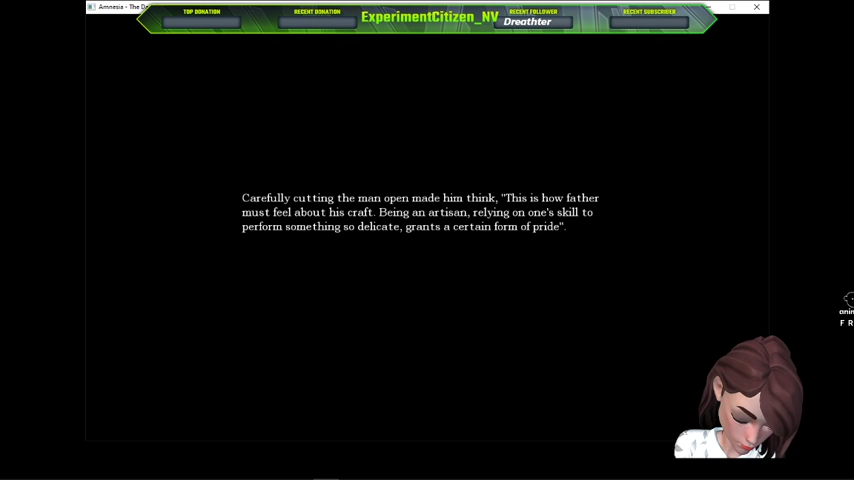 Amnesia - The Da
TOP DONATION
RECENT DONATION
ExperimentCitizen_NV
RECENT FOLLOWER
RECENT SUBSCRIBER
Dreathter
Carefully cutting the man open made him think, "This is how father
must feel about his craft. Being an artisan, relying on one's skill to
perform something so delicate, grants a certain form of pride".
anim
F R